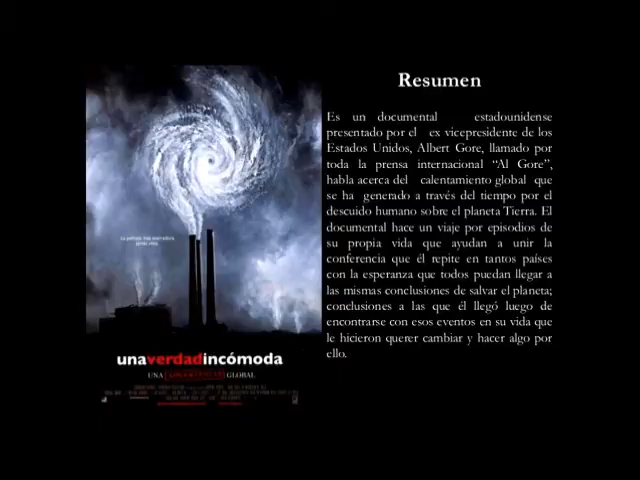 Resumen
Es un documental estadounidense
presentado por el ex vicepresidente de los
Estados Unidos, Albert Gore, llamado por
toda la prensa internacional “Al Gore”,
habla acerca del calentamiento global que
se ha generado a través del tiempo por el
descuido humano sobre el planeta Tierra. El
documental hace un viaje por episodios de
su propia vida que ayudan a unir la
conferencia que él repite en tantos países
con la esperanza que todos puedan llegar a
las mismas conclusiones de salvar el planeta;
conclusiones a las que él llegó luego de
encontrarse con esos eventos en su vida que
le hicieron querer cambiar y hacer algo por
ello.
unaverdadincómoda
UNA GLOBAL